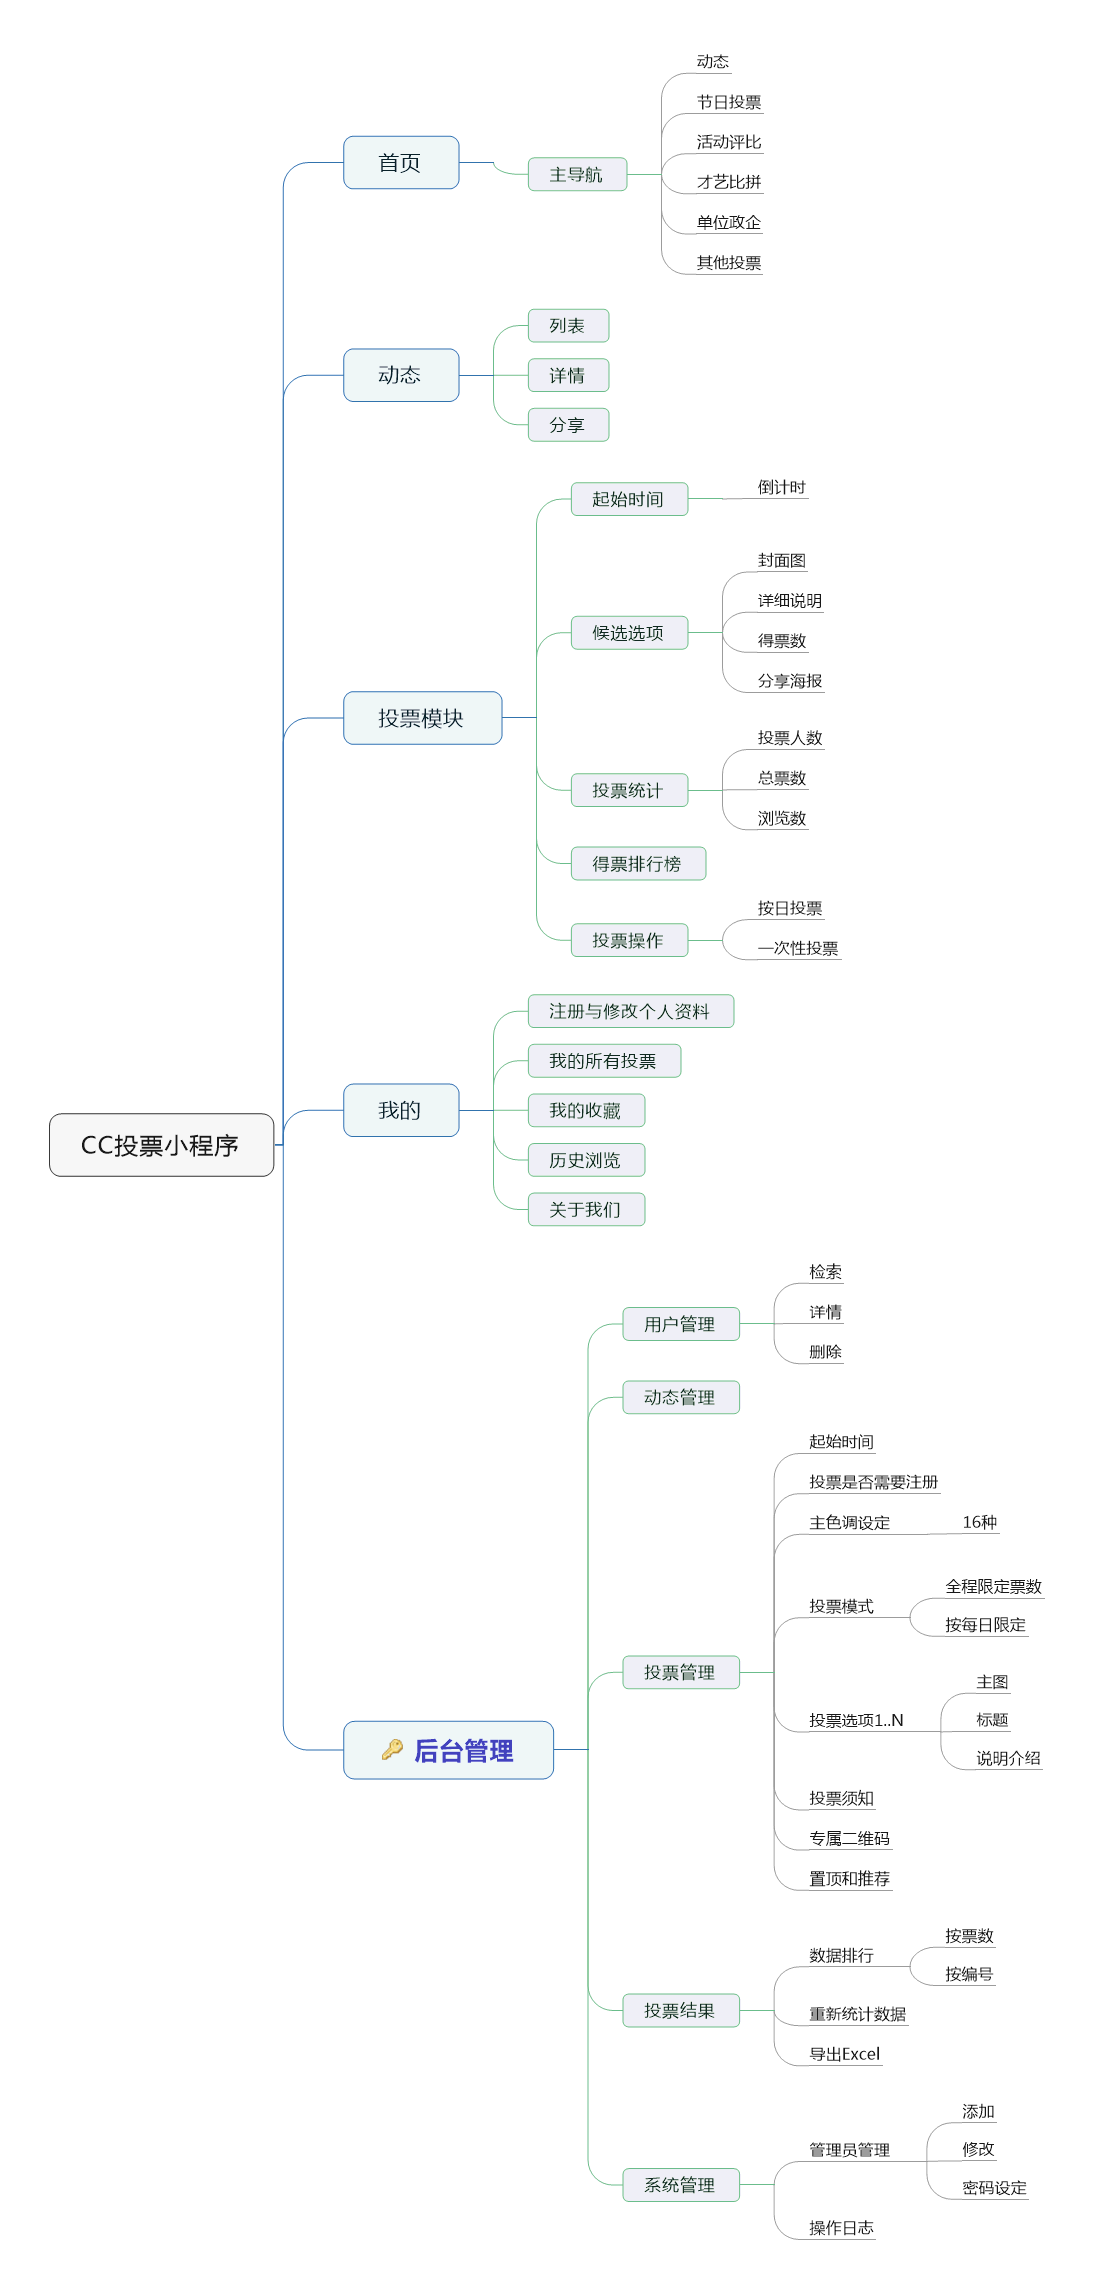 CC投票小程序
首页
主导航
动态
节日投票
活动评比
才艺比拼
单位政企
其他投票
动态
列表
详情
分享
投票模块
起始时间
倒计时
候选选项
封面图
详细说明
得票数
分享海报
投票统计
投票人数
总票数
浏览数
得票排行榜
投票操作
按日投票
一次性投票
我的
注册与修改个人资料
我的所有投票
我的收藏
历史浏览
关于我们
后台管理
用户管理
检索
详情
删除
动态管理
投票管理
起始时间
投票是否需要注册
主色调设定
16种
投票模式
全程限定票数
按每日限定
投票选项1..N
主图
标题
说明介绍
投票须知
专属二维码
置顶和推荐
投票结果
数据排行
按票数
按编号
重新统计数据
导出Excel
系统管理
管理员管理
添加
修改
密码设定
操作日志